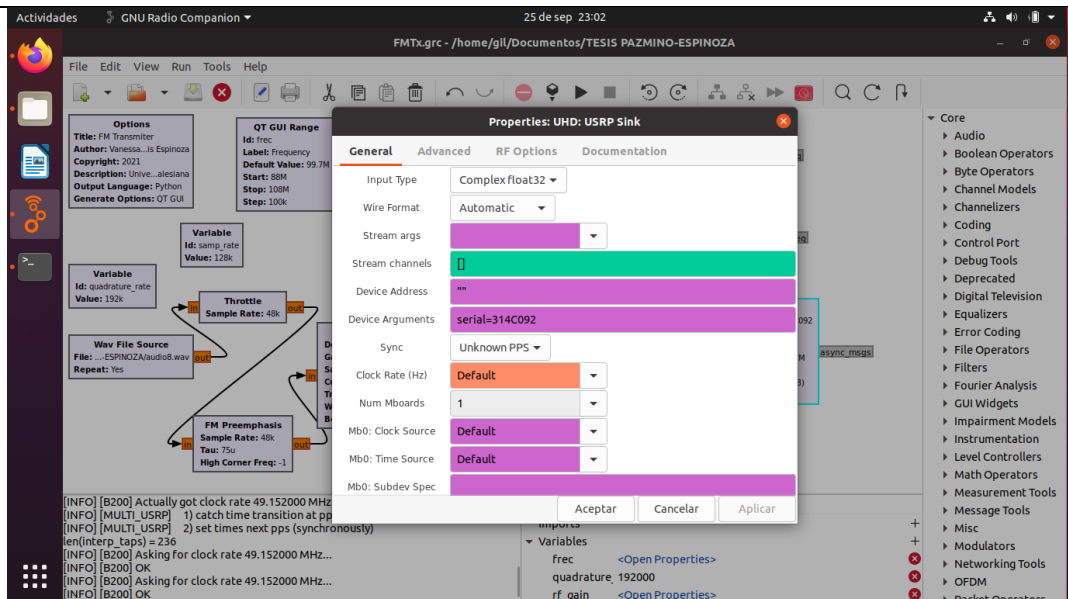 Actividades GNU Radio Companion ▾ 25 de sep 23:02
FMTx.grc - /home/gil/Documentos/TESIS PAZMINO-ESPINOZA
File Edit View Run Tools Help
Options
Title: FM Transmiter
Author: Vanessa...is Espinoza
Copyright: 2021
Description: Unive...alesiana
Output Language: Python
Generate Options: QT GUI
QT GUI Range
Id: frec
Label: Frequency
Default Value: 99.7M
Start: 88M
Stop: 108M
Step: 100k
Variable
Id: samp_rate
Value: 128k
Variable
Id: quadrature_rate
Value: 192k
Throttle
Sample Rate: 48k
in
out
Wav File Source
File: ...-ESPINOZA/audio8.wav
Repeat: Yes
out
FM Preemphasis
Sample Rate: 48k
Tau: 75u
High Corner Freq: -1
in
out
in
092
async_msgs
Properties: UHD: USRP Sink
General Advanced RF Options Documentation
Input Type Complex float32
Wire Format Automatic
Stream args
Stream channels []
Device Address ""
Device Arguments serial=314C092
Sync Unknown PPS
Clock Rate (Hz) Default
Num Mboards 1
Mb0: Clock Source Default
Mb0: Time Source Default
Mb0: Subdev Spec
Aceptar Cancelar Aplicar
Core
Audio
Boolean Operators
Byte Operators
Channel Models
Channelizers
Coding
Control Port
Debug Tools
Deprecated
Digital Television
Equalizers
Error Coding
File Operators
Filters
Fourier Analysis
GUI Widgets
Impairment Models
Instrumentation
Level Controllers
Math Operators
Measurement Tools
Message Tools
Misc
Modulators
Networking Tools
OFDM
Packet Operators
[INFO] [B200] Actually got clock rate 49.152000 MHz
[INFO] [MULTI_USRP] 1) catch time transition at pp
[INFO] [MULTI_USRP] 2) set times next pps (synchronously)
len(interp_taps) = 236
[INFO] [B200] Asking for clock rate 49.152000 MHz...
[INFO] [B200] OK
[INFO] [B200] Asking for clock rate 49.152000 MHz...
[INFO] [B200] OK
Imports
Variables
frec <Open Properties>
quadrature_ 192000
rf_gain <Open Properties>